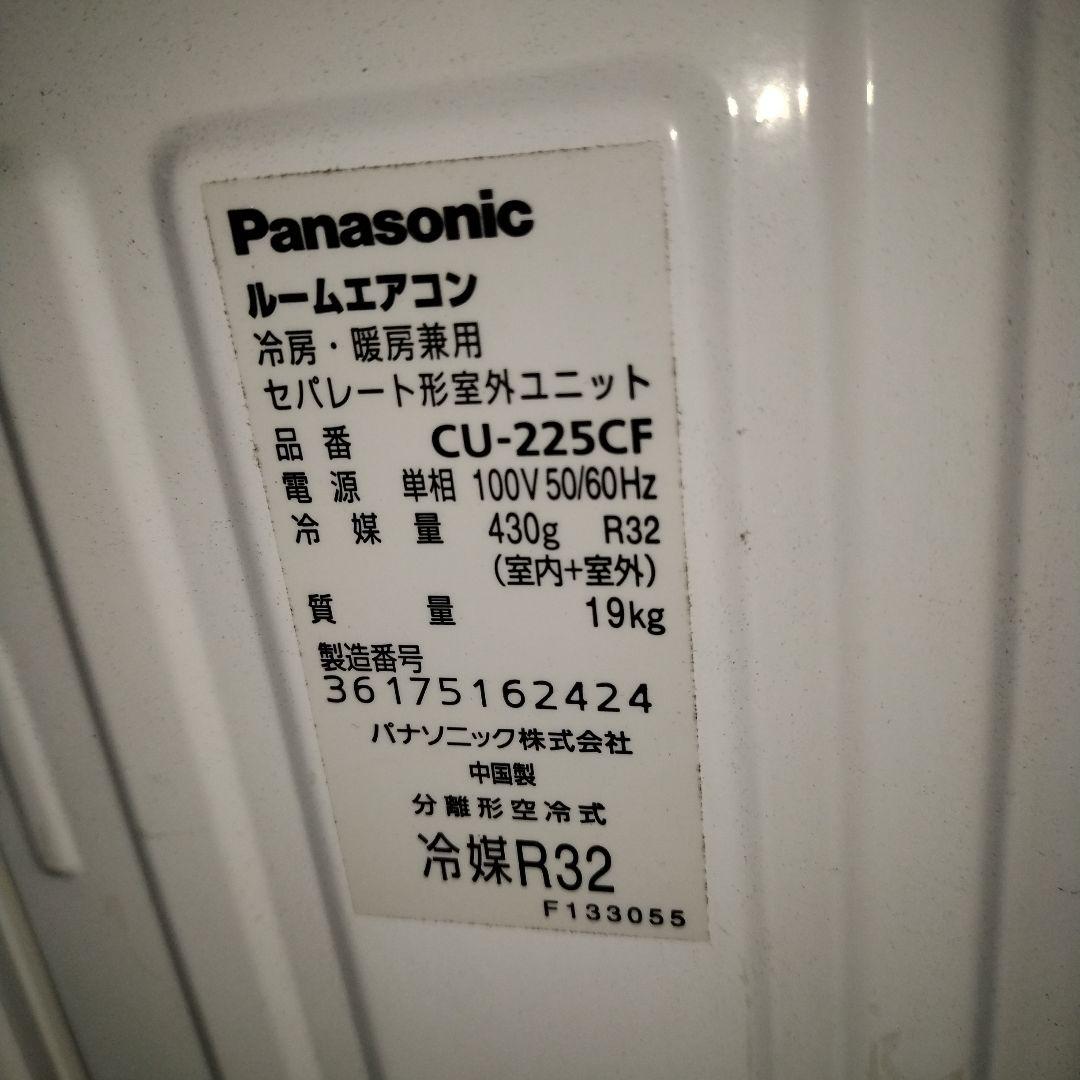 Panasonic
ルームエアコン
冷房・暖房兼用
セパレート形室外ユニット
品番 CU-225CF
電源 単相 100V 50/60Hz
冷媒量 430g R32
(室内+室外)
質量 19kg
製造番号
36175162424
パナソニック株式会社
中国製
分離形空冷式
冷媒R32
F133055